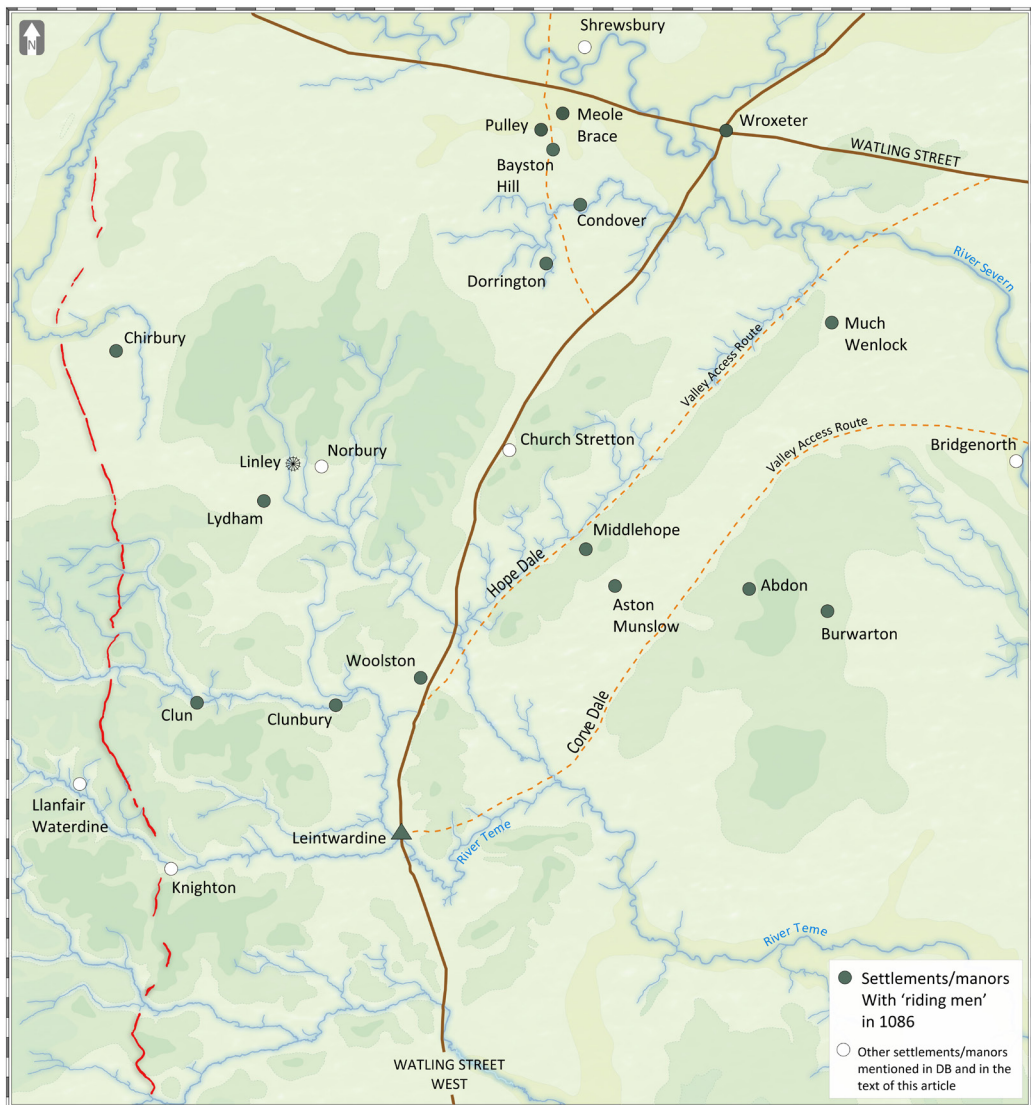 N
Shrewsbury
Meole
Brace
Pulley
Wroxeter
Bayston
Hill
WATLING STREET
Condover
Dorrington
River Severn
Chirbury
Much
Wenlock
Valley Access Route
Church Stretton
Valley Access Route
Bridgenorth
Norbury
Linley
Lydham
Middlehope
Hope Dale
Abdon
Aston
Munslow
Burwarton
Woolston
Clun
Clunbury
Corve Dale
Llanfair
Waterdine
Leintwardine
River Teme
Knighton
River Teme
Settlements/manors
With ‘riding men’
in 1086
Other settlements/manors
mentioned in DB and in the
text of this article
WATLING STREET
WEST